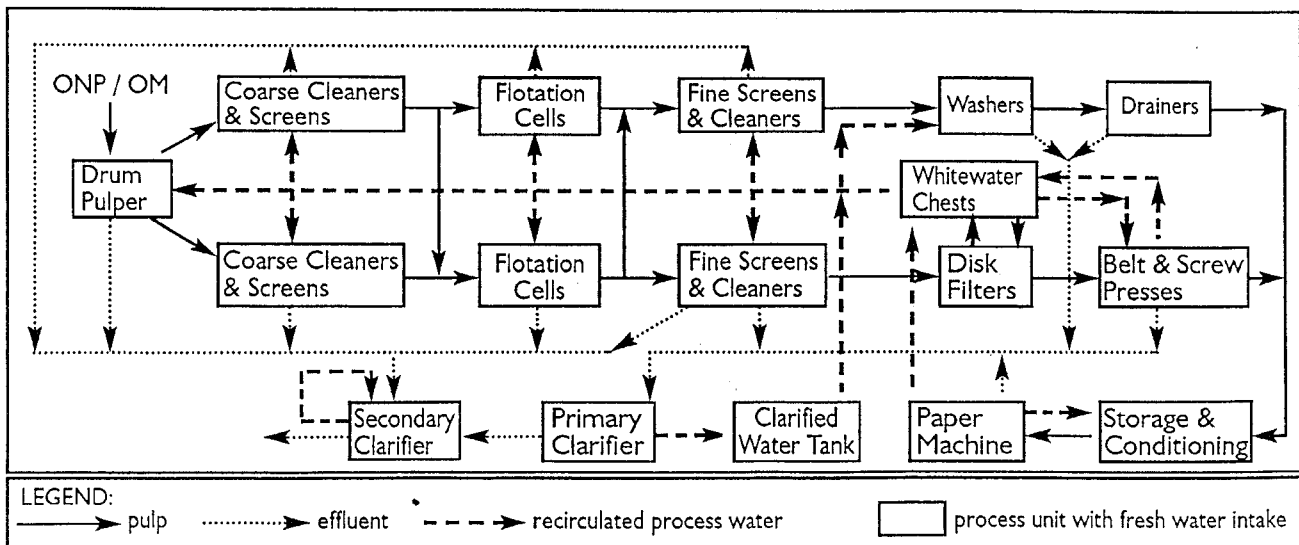 ONP / OM
Coarse Cleaners
& Screens
Flotation
Cells
Fine Screens
& Cleaners
Washers
Drainers
Drum
Pulper
Whitewater
Chests
Coarse Cleaners
& Screens
Flotation
Cells
Fine Screens
& Cleaners
Disk
Filters
Belt & Screw
Presses
Secondary
Clarifier
Primary
Clarifier
Clarified
Water Tank
Paper
Machine
Storage &
Conditioning
LEGEND:
pulp
effluent
recirculated process water
process unit with fresh water intake